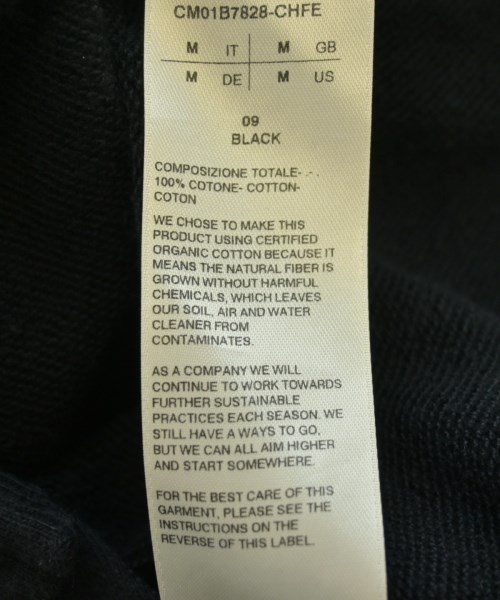 CM01B7828-CHFE
M IT M GB
M DE M US
09
BLACK
COMPOSIZIONE TOTALE- .- .
100% COTONE- COTTON-
COTON
WE CHOSE TO MAKE THIS
PRODUCT USING CERTIFIED
ORGANIC COTTON BECAUSE IT
MEANS THE NATURAL FIBER IS
GROWN WITHOUT HARMFUL
CHEMICALS, WHICH LEAVES
OUR SOIL, AIR AND WATER
CLEANER FROM
CONTAMINATES.
AS A COMPANY WE WILL
CONTINUE TO WORK TOWARDS
FURTHER SUSTAINABLE
PRACTICES EACH SEASON. WE
STILL HAVE A WAYS TO GO,
BUT WE CAN ALL AIM HIGHER
AND START SOMEWHERE.
FOR THE BEST CARE OF THIS
GARMENT, PLEASE SEE THE
INSTRUCTIONS ON THE
REVERSE OF THIS LABEL.